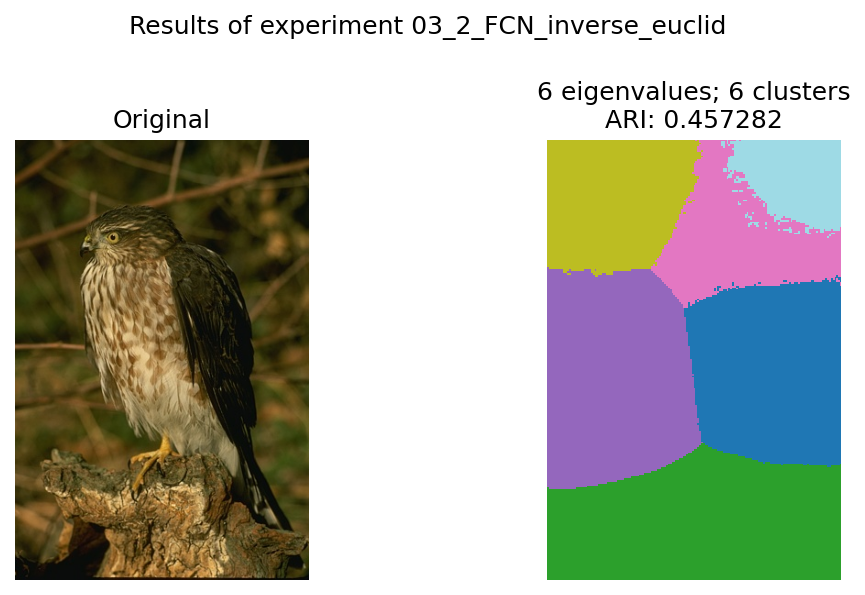 Results of experiment 03_2_FCN_inverse_euclid
Original
6 eigenvalues; 6 clusters
ARI: 0.457282